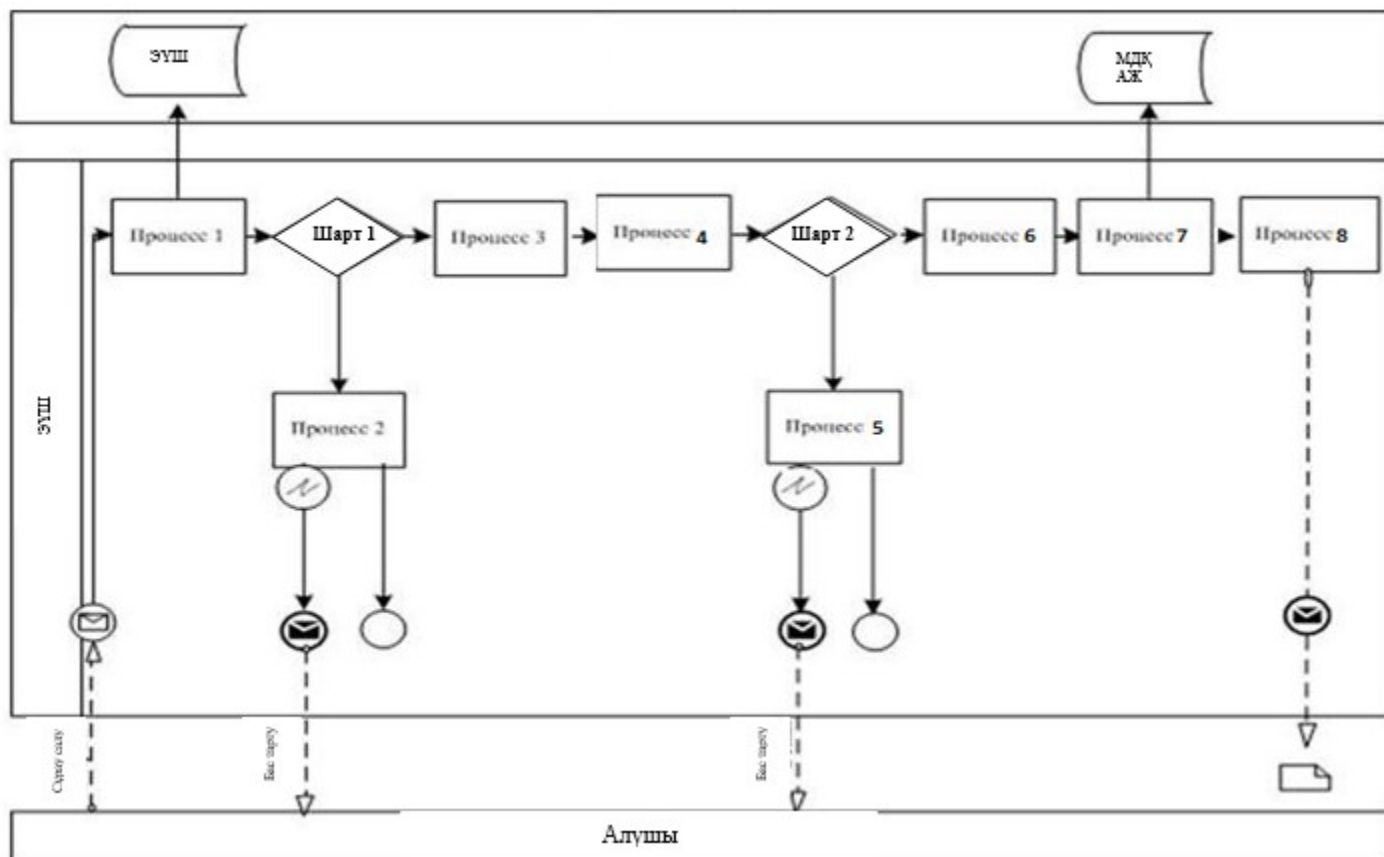 ЭҮШ
МДҚ
АЖ
Процесс 1
Шарт 1
Процесс 3
Процесс 4
Шарт 2
Процесс 6
Процесс 7
Процесс 8
Процесс 2
Процесс 5
ЭҮШ
Сұрау салу
Бас тарту
Бас тарту
Алушы